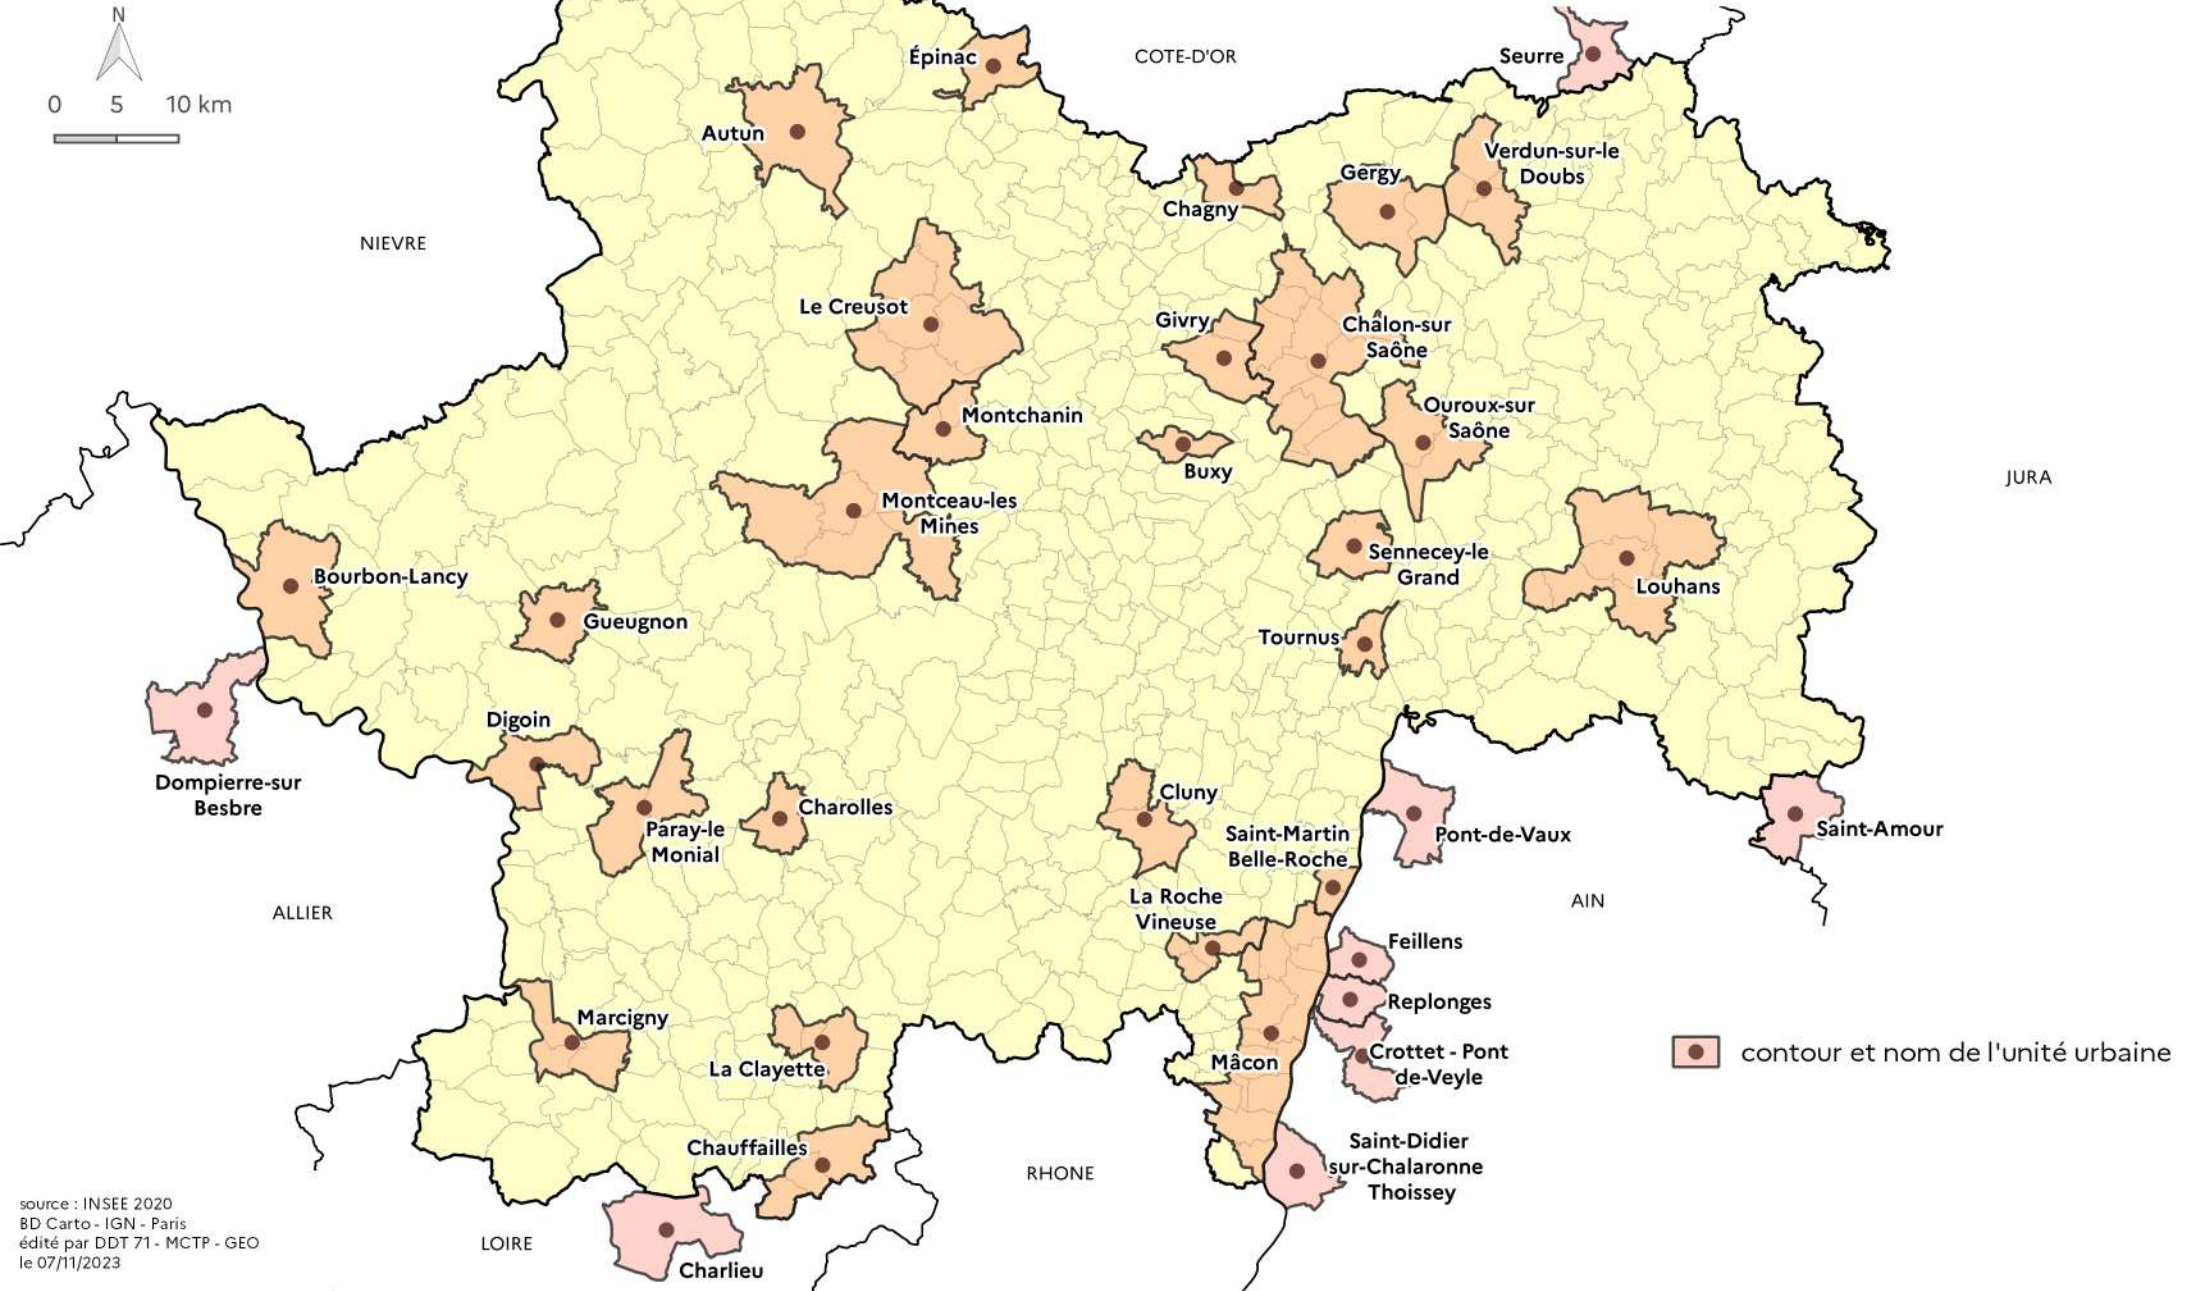 N
0 5 10 km
Épinac
COTE-D'OR
Seurre
Autun
Verdun-sur-le
Doubs
Gergy
Chagny
NIEVRE
Le Creusot
Givry
Châlon-sur
Saône
Montchanin
Ouroux-sur
Saône
Buxy
JURA
Montceau-les
Mines
Sennecey-le
Grand
Bourbon-Lancy
Louhans
Gueugnon
Tournus
Digoin
Dompierre-sur
Besbre
Cluny
Charolles
Paray-le
Monial
Saint-Martin
Belle-Roche
Pont-de-Vaux
Saint-Amour
La Roche
Vineuse
ALLIER
AIN
Feillens
Replonges
Marcigny
La Clayette
Mâcon
Crottet - Pont
de-Veyle
contour et nom de l'unité urbaine
Chauffailles
RHONE
Saint-Didier
sur-Chalaronne
Thoissey
source : INSEE 2020
BD Carto - IGN - Paris
édité par DDT 71 - MCTP - GEO
le 07/11/2023
LOIRE
Charlieu